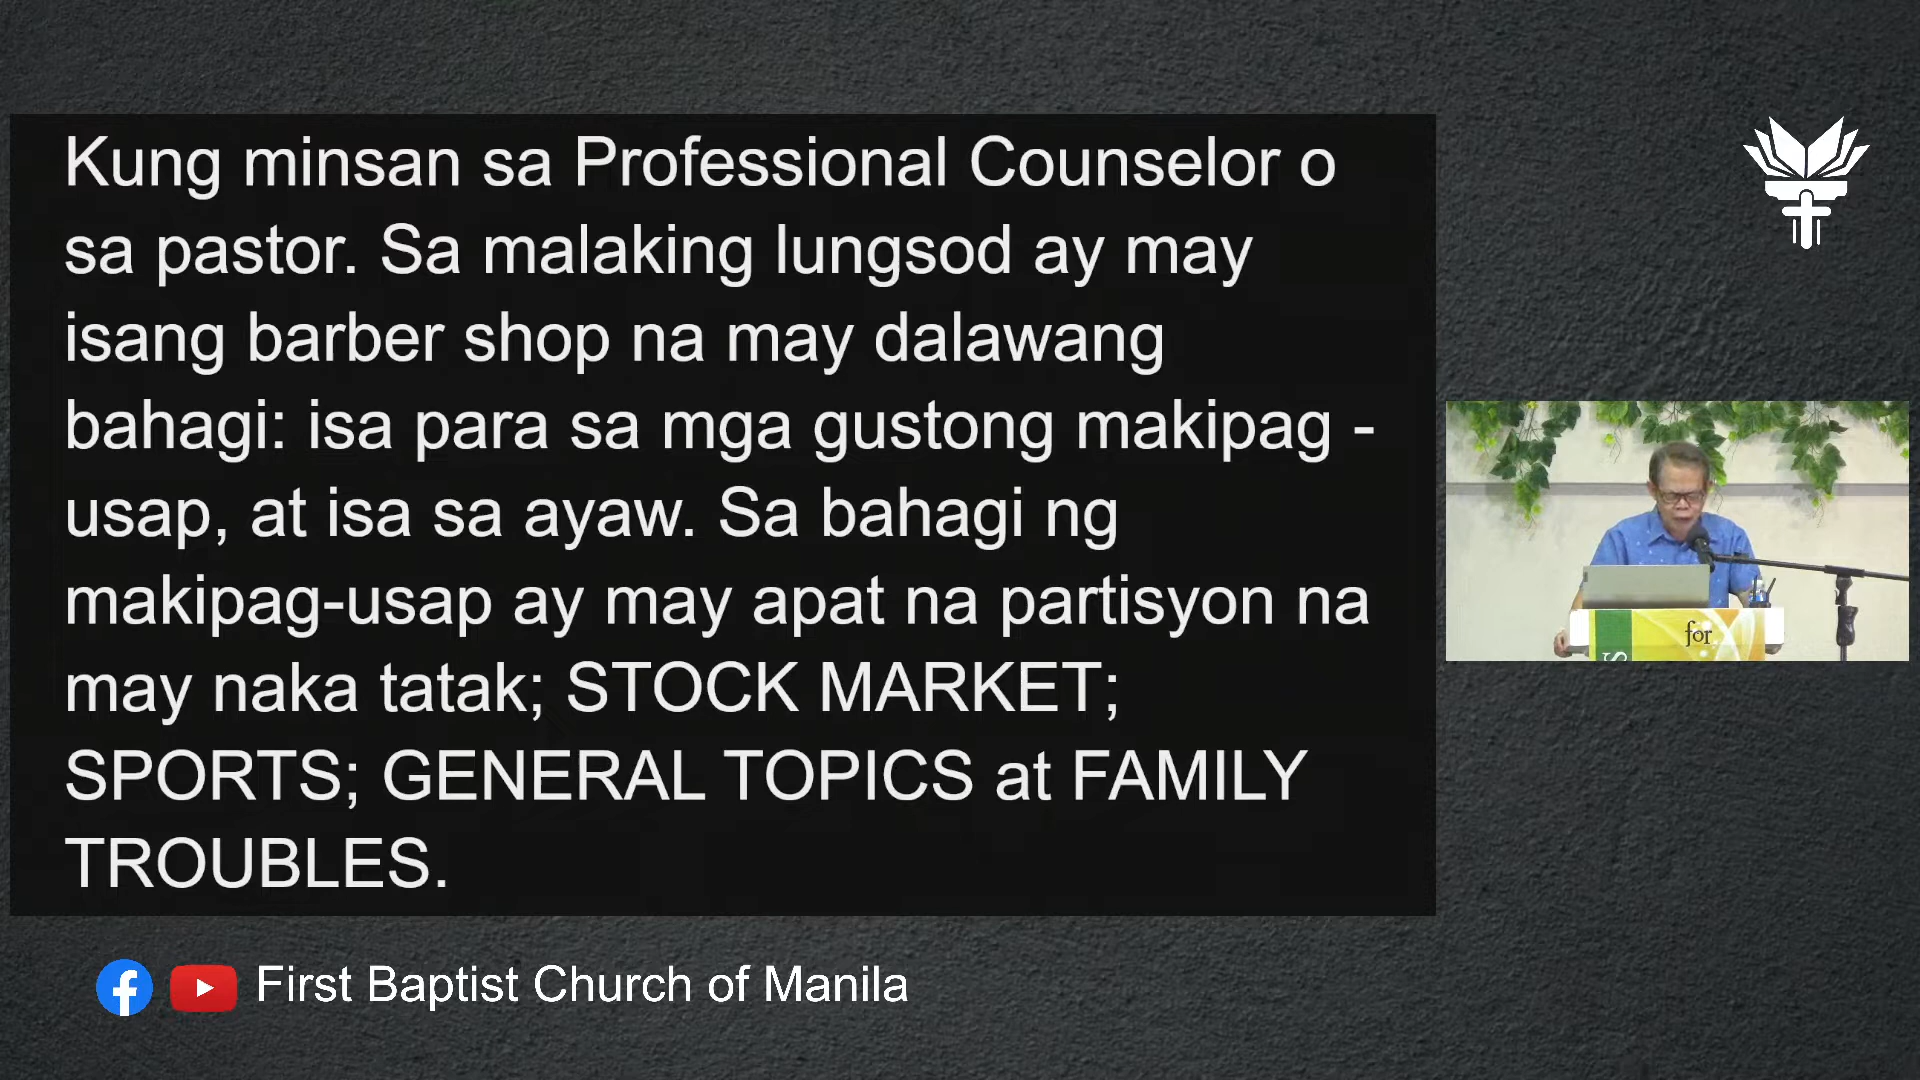 Kung minsan sa Professional Counselor o
sa pastor. Sa malaking lungsod ay may
isang barber shop na may dalawang
bahagi: isa para sa mga gustong makipag -
usap, at isa sa ayaw. Sa bahagi ng
makipag-usap ay may apat na partisyon na
may naka tatak; STOCK MARKET;
SPORTS; GENERAL TOPICS at FAMILY
TROUBLES.
for
S
First Baptist Church of Manila